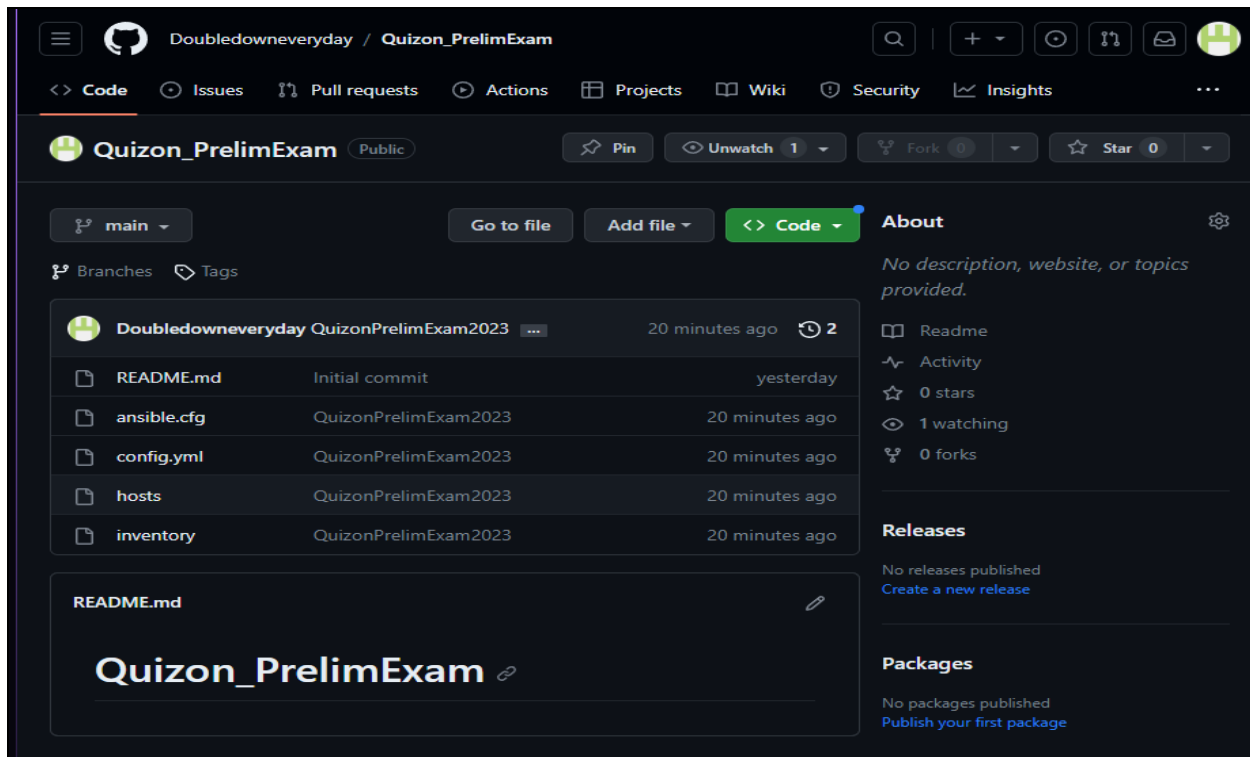 Doubledowneveryday / Quizon_PrelimExam
Code Issues Pull requests Actions Projects Wiki Security Insights ...
Quizon_PrelimExam Public Pin Unwatch 1 Fork 0 Star 0
main Go to file Add file Code
Branches Tags
Doubledowneveryday QuizonPrelimExam2023 ... 20 minutes ago 2
README.md Initial commit yesterday
ansible.cfg QuizonPrelimExam2023 20 minutes ago
config.yml QuizonPrelimExam2023 20 minutes ago
hosts QuizonPrelimExam2023 20 minutes ago
inventory QuizonPrelimExam2023 20 minutes ago
README.md
Quizon_PrelimExam
About
No description, website, or topics
provided.
Readme
Activity
0 stars
1 watching
0 forks
Releases
No releases published
Create a new release
Packages
No packages published
Publish your first package